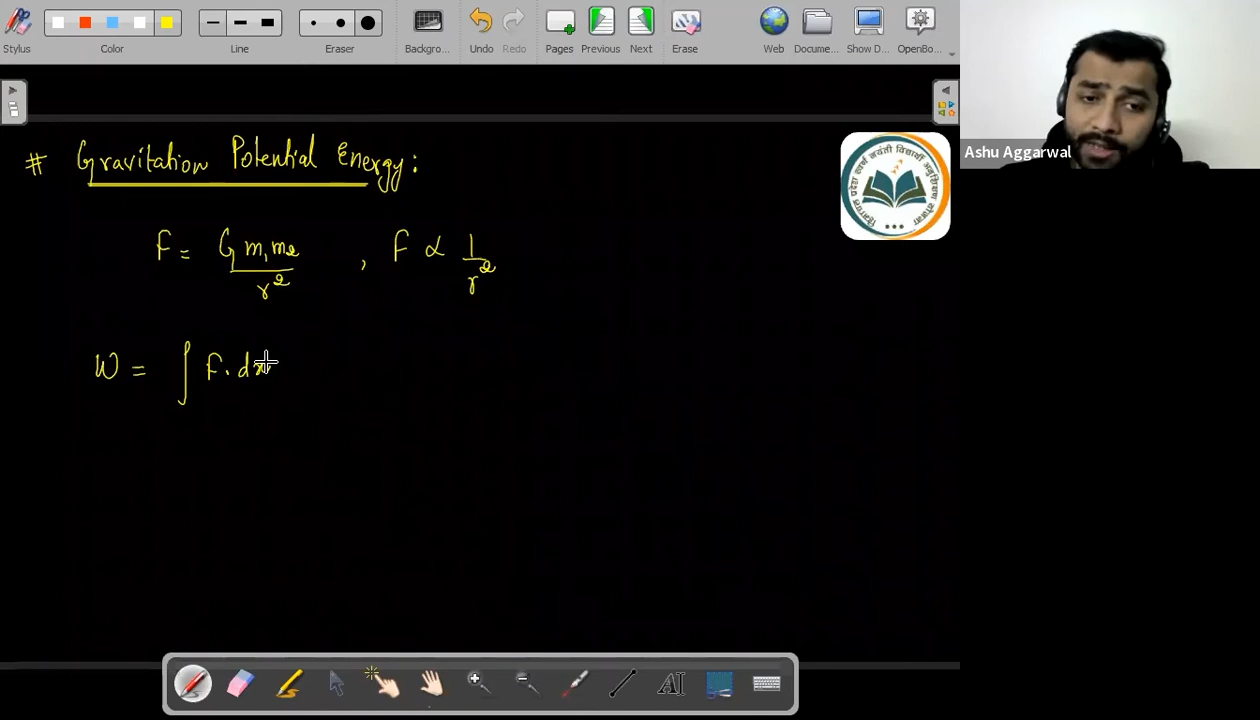 Stylus Color Line Eraser Backgro... Undo Redo Pages Previous Next Erase Web Docume... Show D... OpenBo...
# Gravitation Potential Energy:
Ashu Aggarwal
F = G m₁m₂ / r² , F ∝ 1 / r²
W = ∫ F. dx